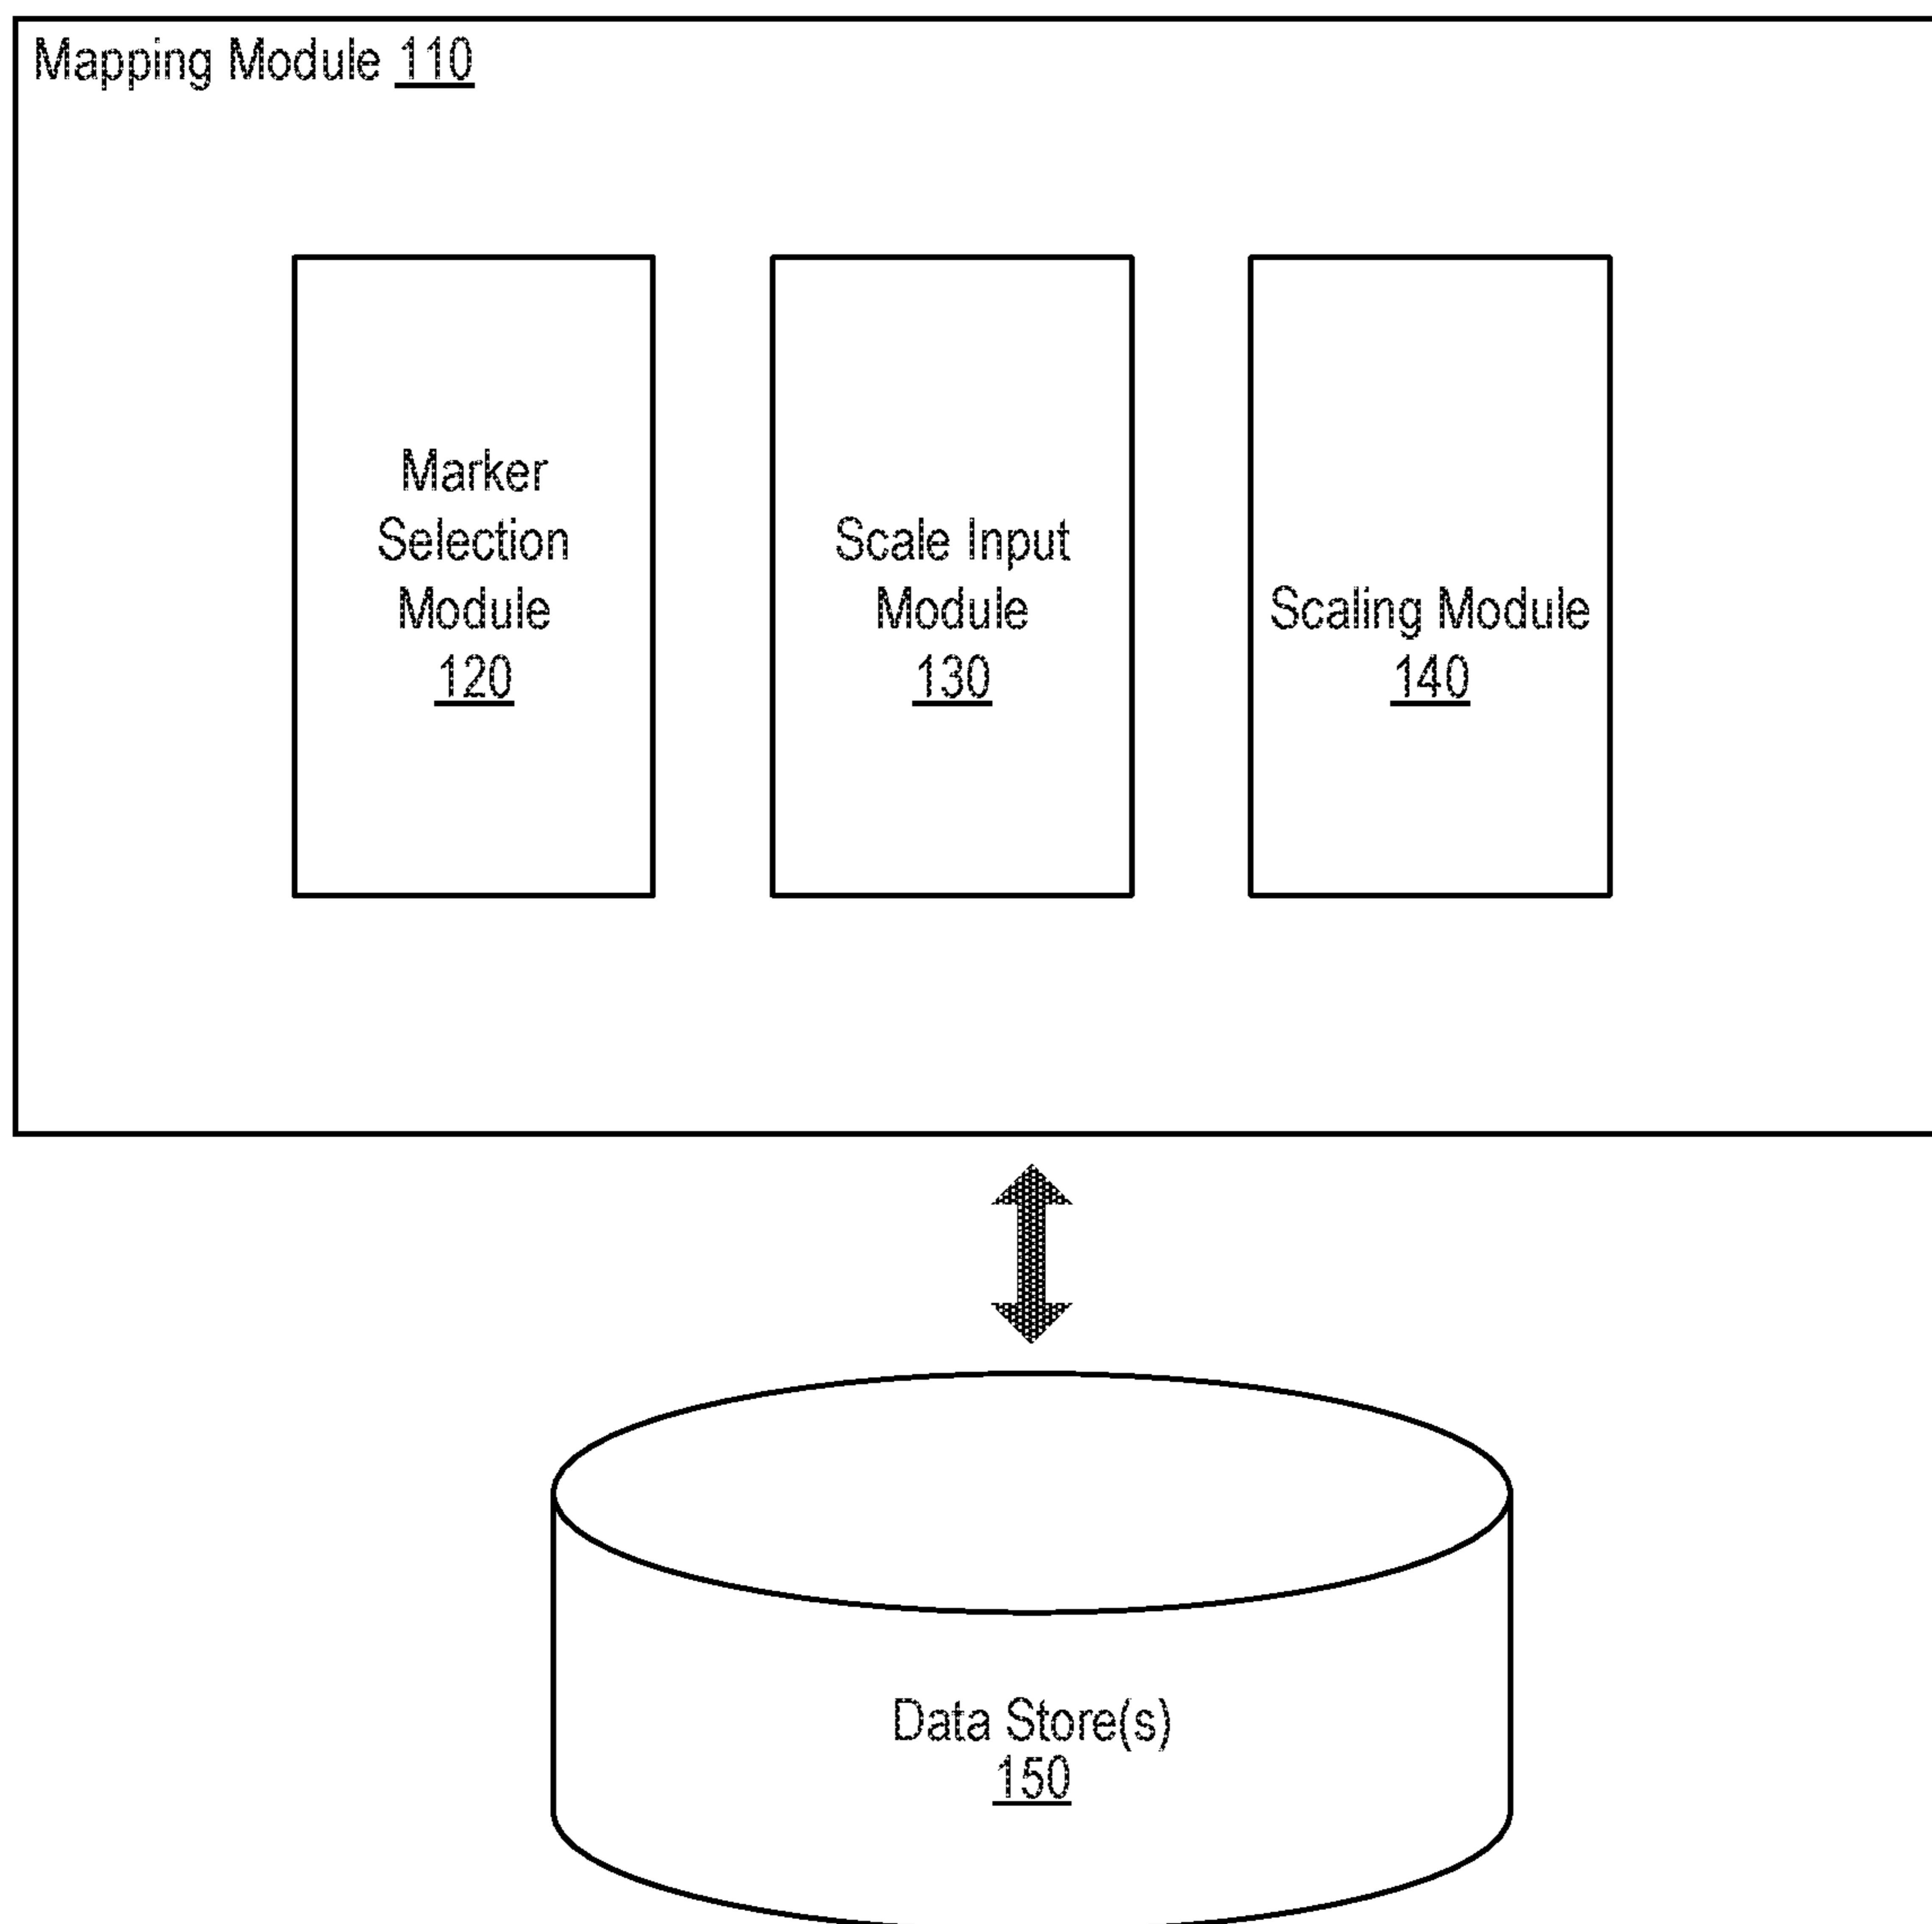 Mapping Module 110
Marker
Selection
Module
120
Scale Input
Module
130
Scaling Module
140
Data Store(s)
150